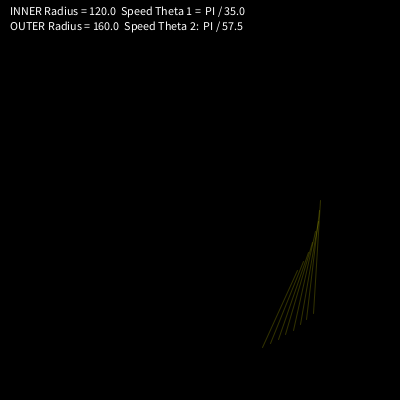 INNER Radius = 120.0  Speed Theta 1 =  PI / 35.0
OUTER Radius = 160.0  Speed Theta 2:  PI / 57.5